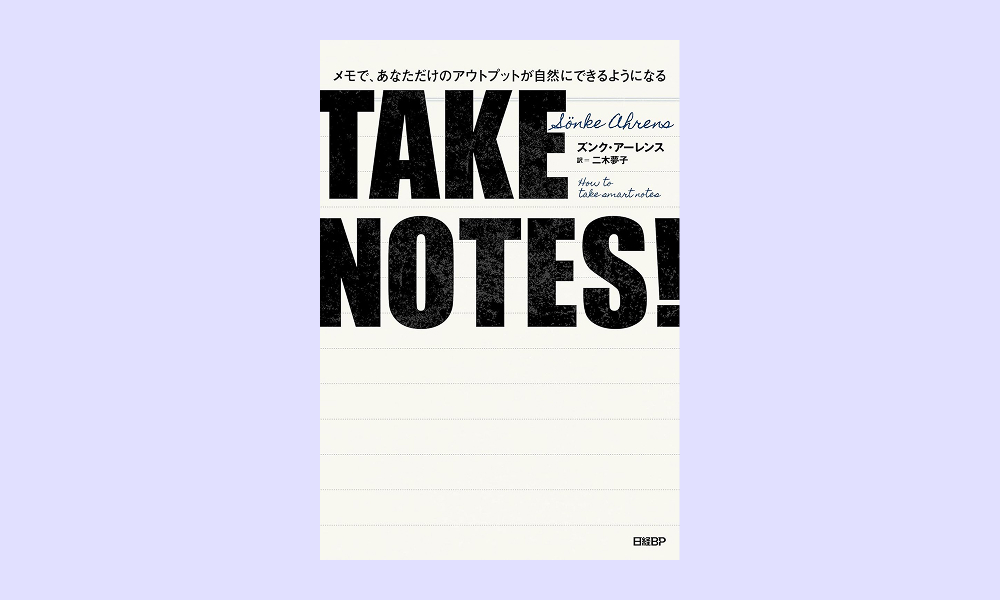 メモで、あなただけのアウトプットが自然にできるようになる
TAKE
Sönke Ahrens
ズンク・アーレンス
訳=二木夢子
How to
take smart notes
NOTES!
日経BP